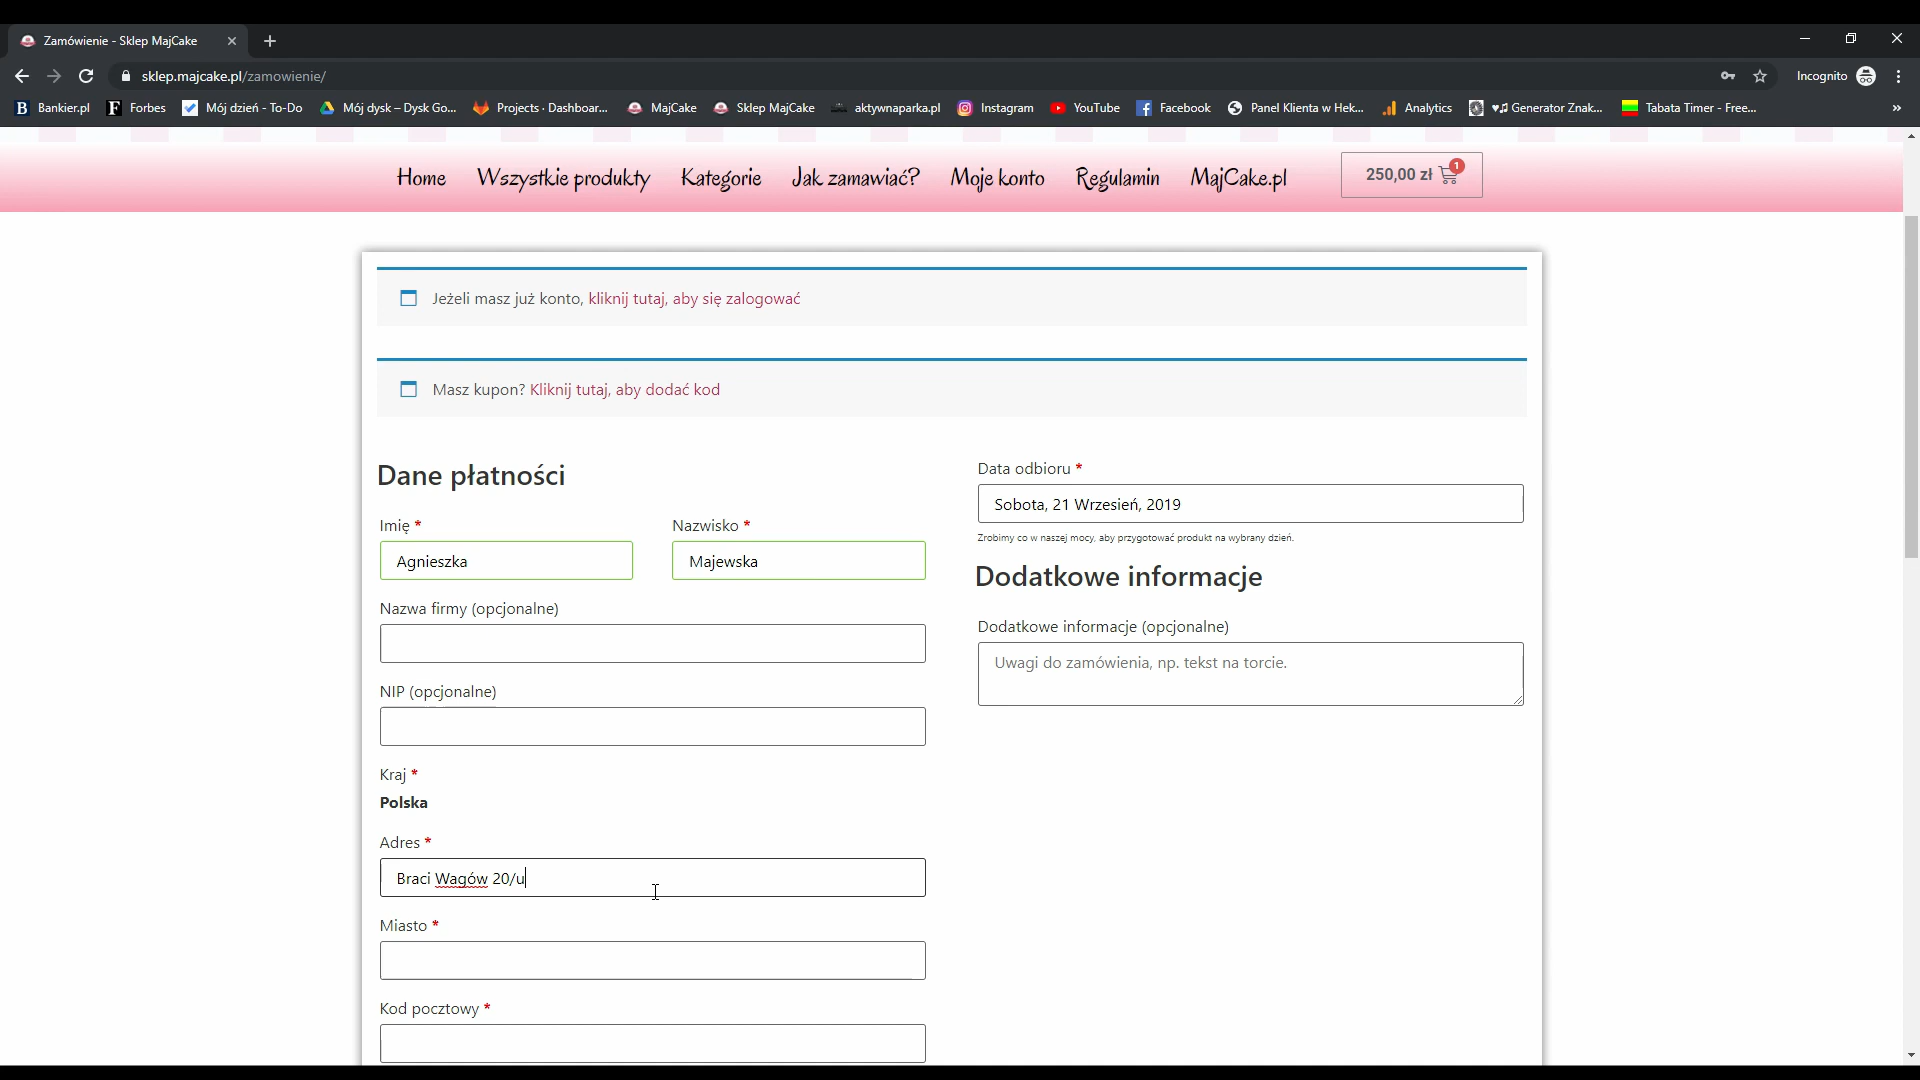 Zamówienie - Sklep MajCake
sklep.majcake.pl/zamowienie/
Incognito
Bankier.pl Forbes Mój dzień - To-Do Mój dysk – Dysk Go... Projects · Dashboar... MajCake Sklep MajCake aktywnaparka.pl Instagram YouTube Facebook Panel Klienta w Hek... Analytics ♥♫ Generator Znak... Tabata Timer - Free... »
Home Wszystkie produkty Kategorie Jak zamawiać? Moje konto Regulamin MajCake.pl 250,00 zł 1
Jeżeli masz już konto, kliknij tutaj, aby się zalogować
Masz kupon? Kliknij tutaj, aby dodać kod
Dane płatności
Imię *
Agnieszka
Nazwisko *
Majewska
Nazwa firmy (opcjonalne)
NIP (opcjonalne)
Kraj *
Polska
Adres *
Braci Wagów 20/u
Miasto *
Kod pocztowy *
Data odbioru *
Sobota, 21 Wrzesień, 2019
Zrobimy co w naszej mocy, aby przygotować produkt na wybrany dzień.
Dodatkowe informacje
Dodatkowe informacje (opcjonalne)
Uwagi do zamówienia, np. tekst na torcie.